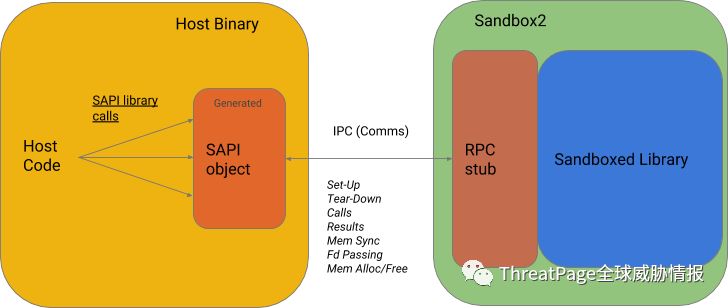 Host Binary
SAPI library
calls
Host
Code
Generated
SAPI
object
IPC (Comms)
Set-Up
Tear-Down
Calls
Results
Mem Sync
Fd Passing
Mem Alloc/Free
Sandbox2
RPC
stub
Sandboxed Library
ThreatPage全球威胁情报